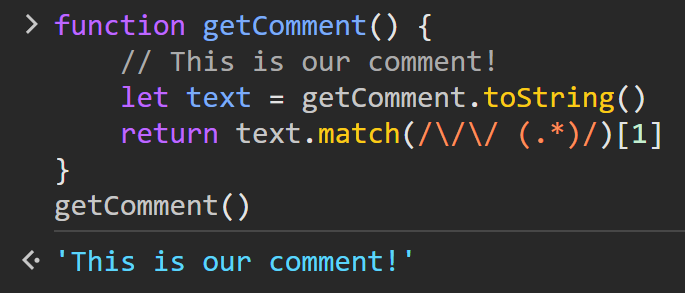 > function getComment() {
// This is our comment!
let text = getComment.toString()
return text.match(/\/\/ (.*)/)[1]
}
getComment()
'This is our comment!'